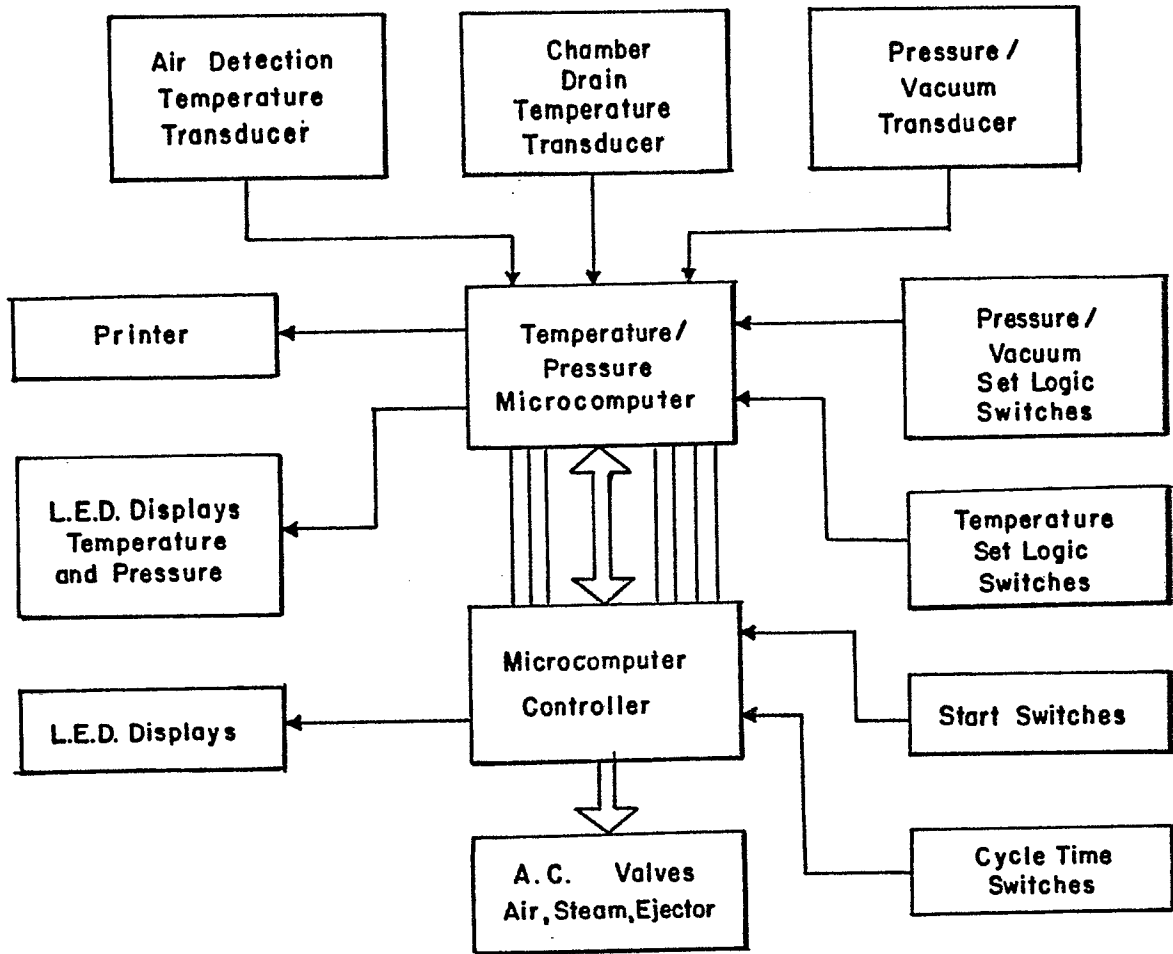 Air Detection
Temperature
Transducer
Chamber
Drain
Temperature
Transducer
Pressure/
Vacuum
Transducer
Printer
Temperature/
Pressure
Microcomputer
Pressure/
Vacuum
Set Logic
Switches
L.E.D. Displays
Temperature
and Pressure
Temperature
Set Logic
Switches
Microcomputer
Controller
L.E.D. Displays
Start Switches
A.C. Valves
Air, Steam, Ejector
Cycle Time
Switches